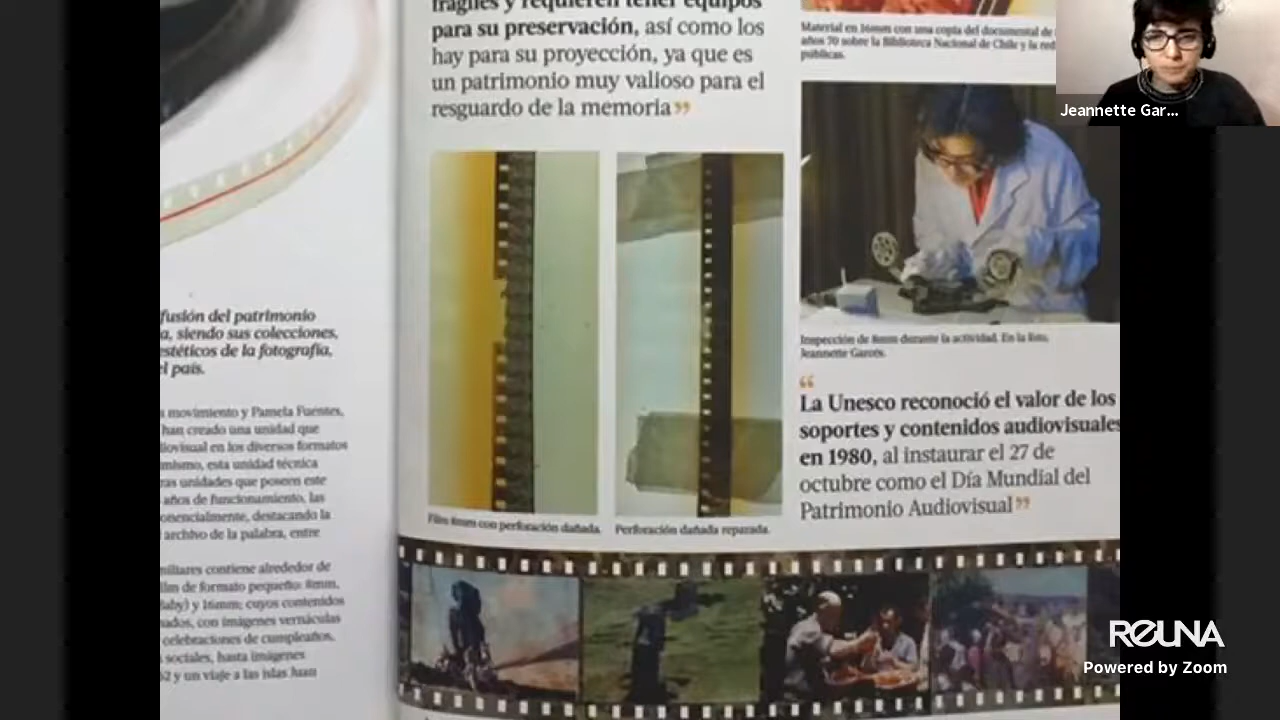 frágiles y requieren tener equipos
para su preservación, así como los
hay para su proyección, ya que es
un patrimonio muy valioso para el
resguardo de la memoria”
Material en 16mm con una copia del documental de
años 70 sobre la Biblioteca Nacional de Chile y la red
públicas.
Jeannette Gar...
fusión del patrimonio
a, siendo sus colecciones,
estéticos de la fotografía,
el país.
movimiento y Pamela Fuentes,
han creado una unidad que
diovisual en los diversos formatos
mismo, esta unidad técnica
ras unidades que poseen este
años de funcionamiento, las
onencialmente, destacando la
archivo de la palabra, entre
miliares contiene alrededor de
ilm de formato pequeño: 8mm,
aby) y 16mm; cuyos contenidos
nados, con imágenes vernáculas
celebraciones de cumpleaños,
sociales, hasta imágenes
52 y un viaje a las islas Juan
Film 8mm con perforación dañada.
Perforación dañada reparada.
Inspección de 8mm durante la actividad. En la foto,
Jeannette Garcés.
“
La Unesco reconoció el valor de los
soportes y contenidos audiovisuales
en 1980, al instaurar el 27 de
octubre como el Día Mundial del
Patrimonio Audiovisual”
REUNA
Powered by Zoom